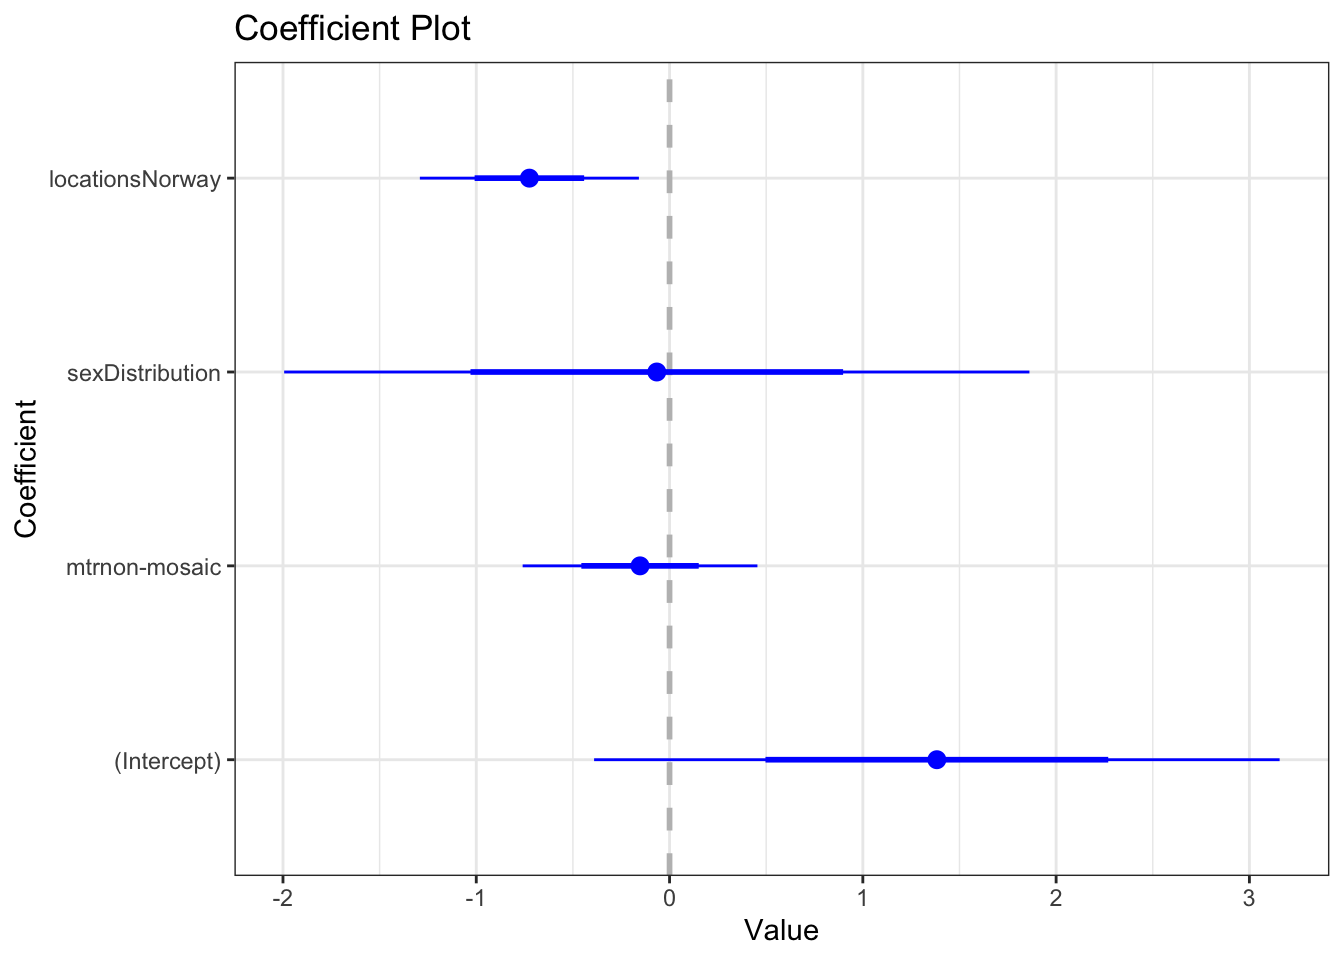 Coefficient Plot
locationsNorway
sexDistribution
mtrnon-mosaic
(Intercept)
Coefficient
-2 -1 0 1 2 3
Value